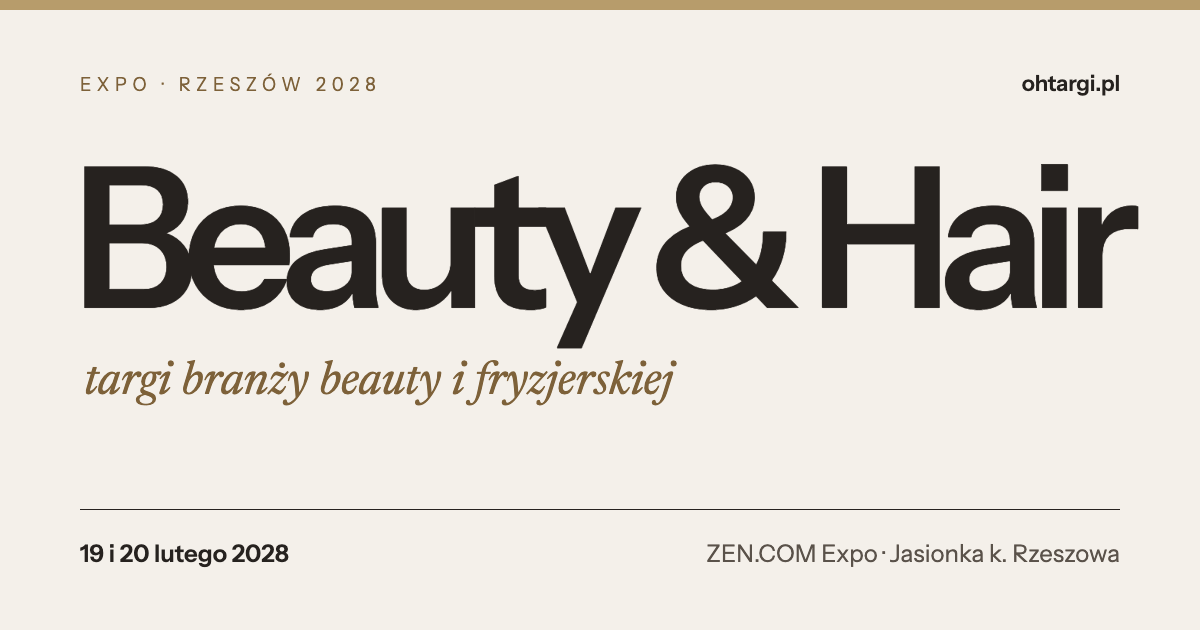 EXPO · RZESZÓW 2028
ohtargi.pl
Beauty & Hair
targi branży beauty i fryzjerskiej
19 i 20 lutego 2028
ZEN.COM Expo · Jasionka k. Rzeszowa